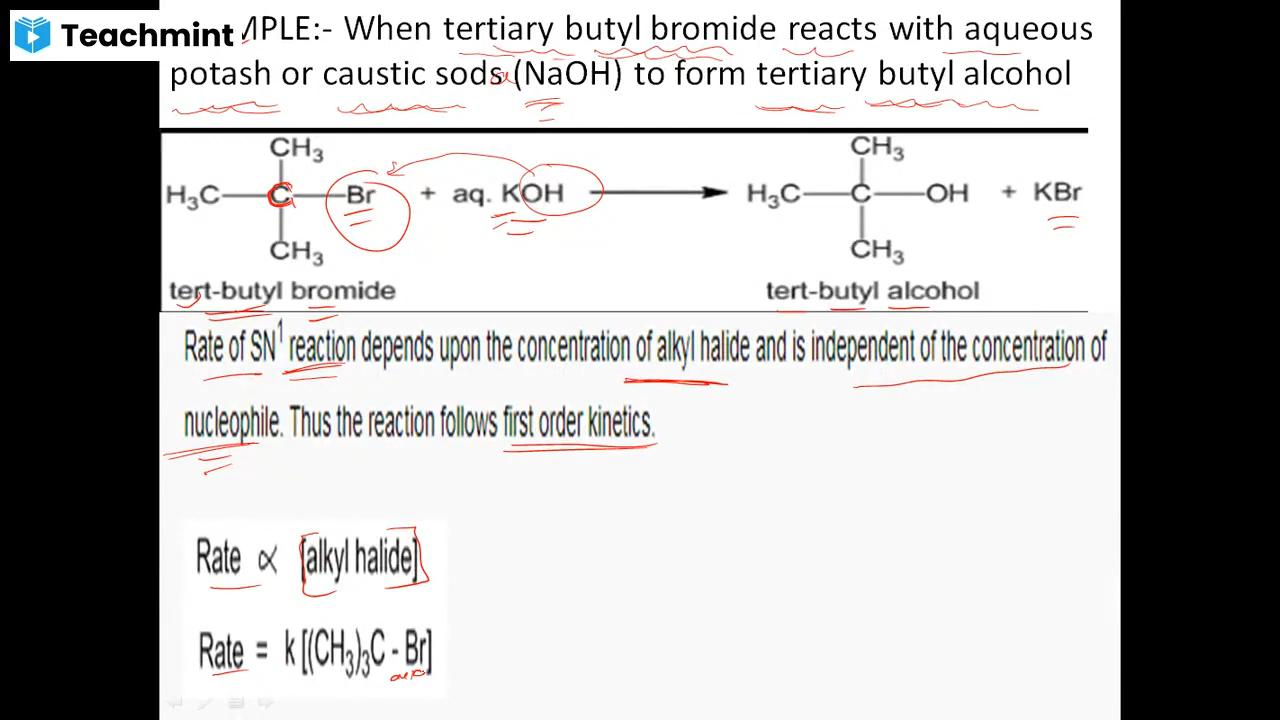 Teachmint
MPLE:- When tertiary butyl bromide reacts with aqueous
potash or caustic sods (NaOH) to form tertiary butyl alcohol
CH3 CH3
H3C C Br + aq. KOH H3C C OH + KBr
CH3 CH3
tert-butyl bromide tert-butyl alcohol
Rate of SN1 reaction depends upon the concentration of alkyl halide and is independent of the concentration of
nucleophile. Thus the reaction follows first order kinetics.
Rate ∝ [alkyl halide]
Rate = k [(CH3)3C - Br]